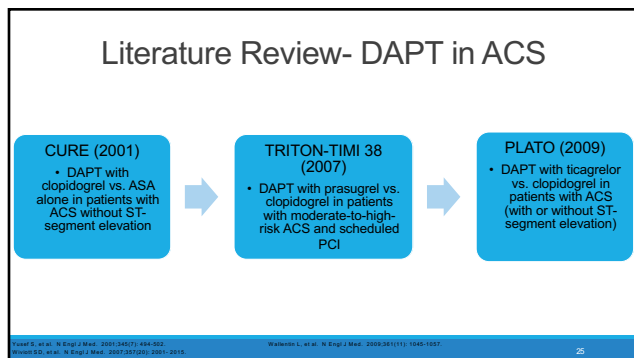 Literature Review- DAPT in ACS
CURE (2001)
• DAPT with
clopidogrel vs. ASA
alone in patients with
ACS without ST-
segment elevation
TRITON-TIMI 38
(2007)
• DAPT with prasugrel vs.
clopidogrel in patients
with moderate-to-high-
risk ACS and scheduled
PCI
PLATO (2009)
• DAPT with ticagrelor
vs. clopidogrel in
patients with ACS
(with or without ST-
segment elevation)
Yusef S, et al. N Engl J Med. 2001;345(7): 494-502.
Wiviott SD, et al. N Engl J Med. 2007;357(20): 2001- 2015.
Wallentin L, et al. N Engl J Med. 2009;361(11): 1045-1057.
25